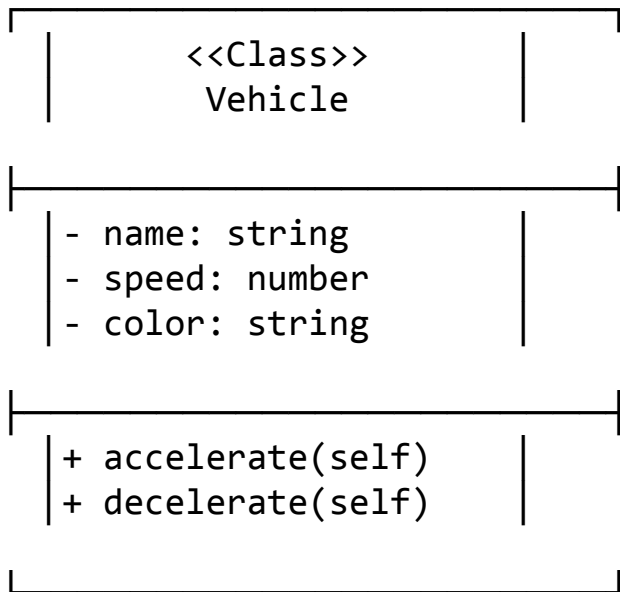 <<Class>>
Vehicle
- name: string
- speed: number
- color: string
+ accelerate(self)
+ decelerate(self)